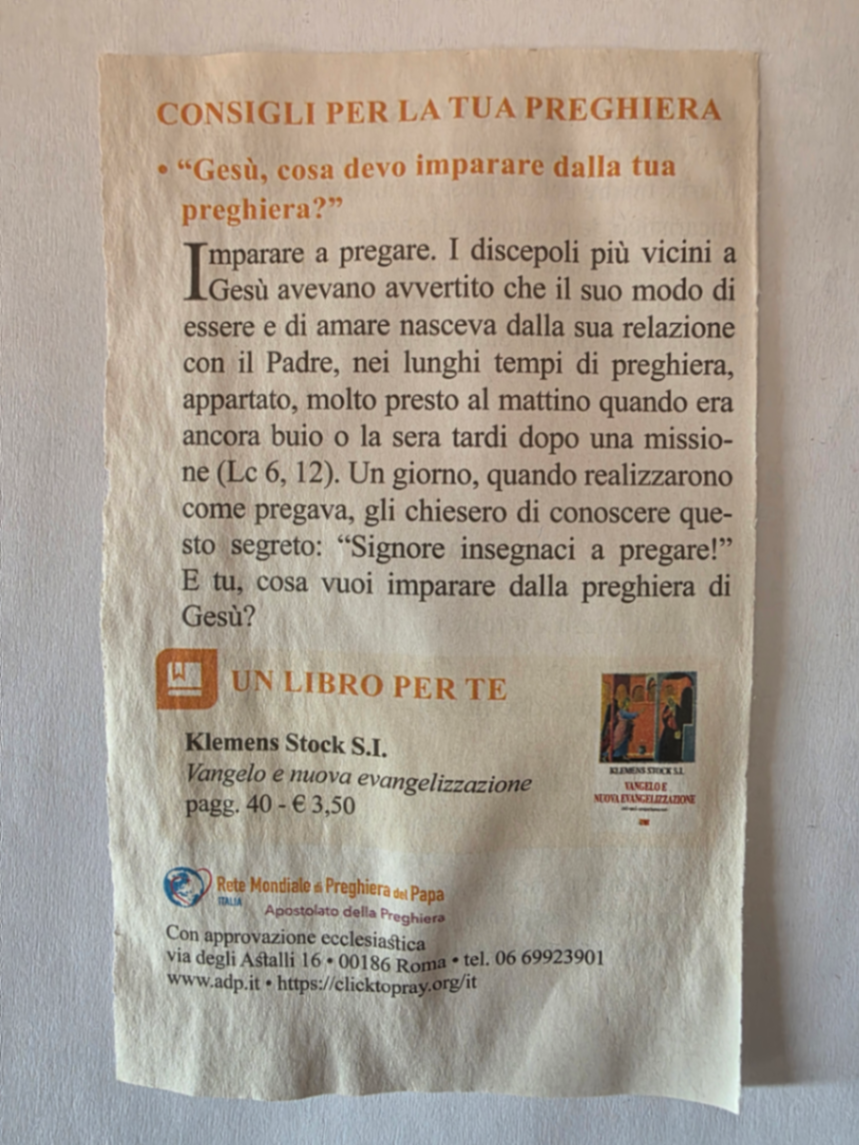 CONSIGLI PER LA TUA PREGHIERA
• “Gesù, cosa devo imparare dalla tua
preghiera?”
Imparare a pregare. I discepoli più vicini a
Gesù avevano avvertito che il suo modo di
essere e di amare nasceva dalla sua relazione
con il Padre, nei lunghi tempi di preghiera,
appartato, molto presto al mattino quando era
ancora buio o la sera tardi dopo una missio-
ne (Lc 6, 12). Un giorno, quando realizzarono
come pregava, gli chiesero di conoscere que-
sto segreto: “Signore insegnaci a pregare!”
E tu, cosa vuoi imparare dalla preghiera di
Gesù?
UN LIBRO PER TE
Klemens Stock S.I.
Vangelo e nuova evangelizzazione
pagg. 40 - € 3,50
KLEMENS STOCK S.I.
VANGELO E
NUOVA EVANGELIZZAZIONE
Rete Mondiale di Preghiera del Papa
ITALIA
Apostolato della Preghiera
Con approvazione ecclesiastica
via degli Astalli 16 • 00186 Roma • tel. 06 69923901
www.adp.it • https://clicktopray.org/it